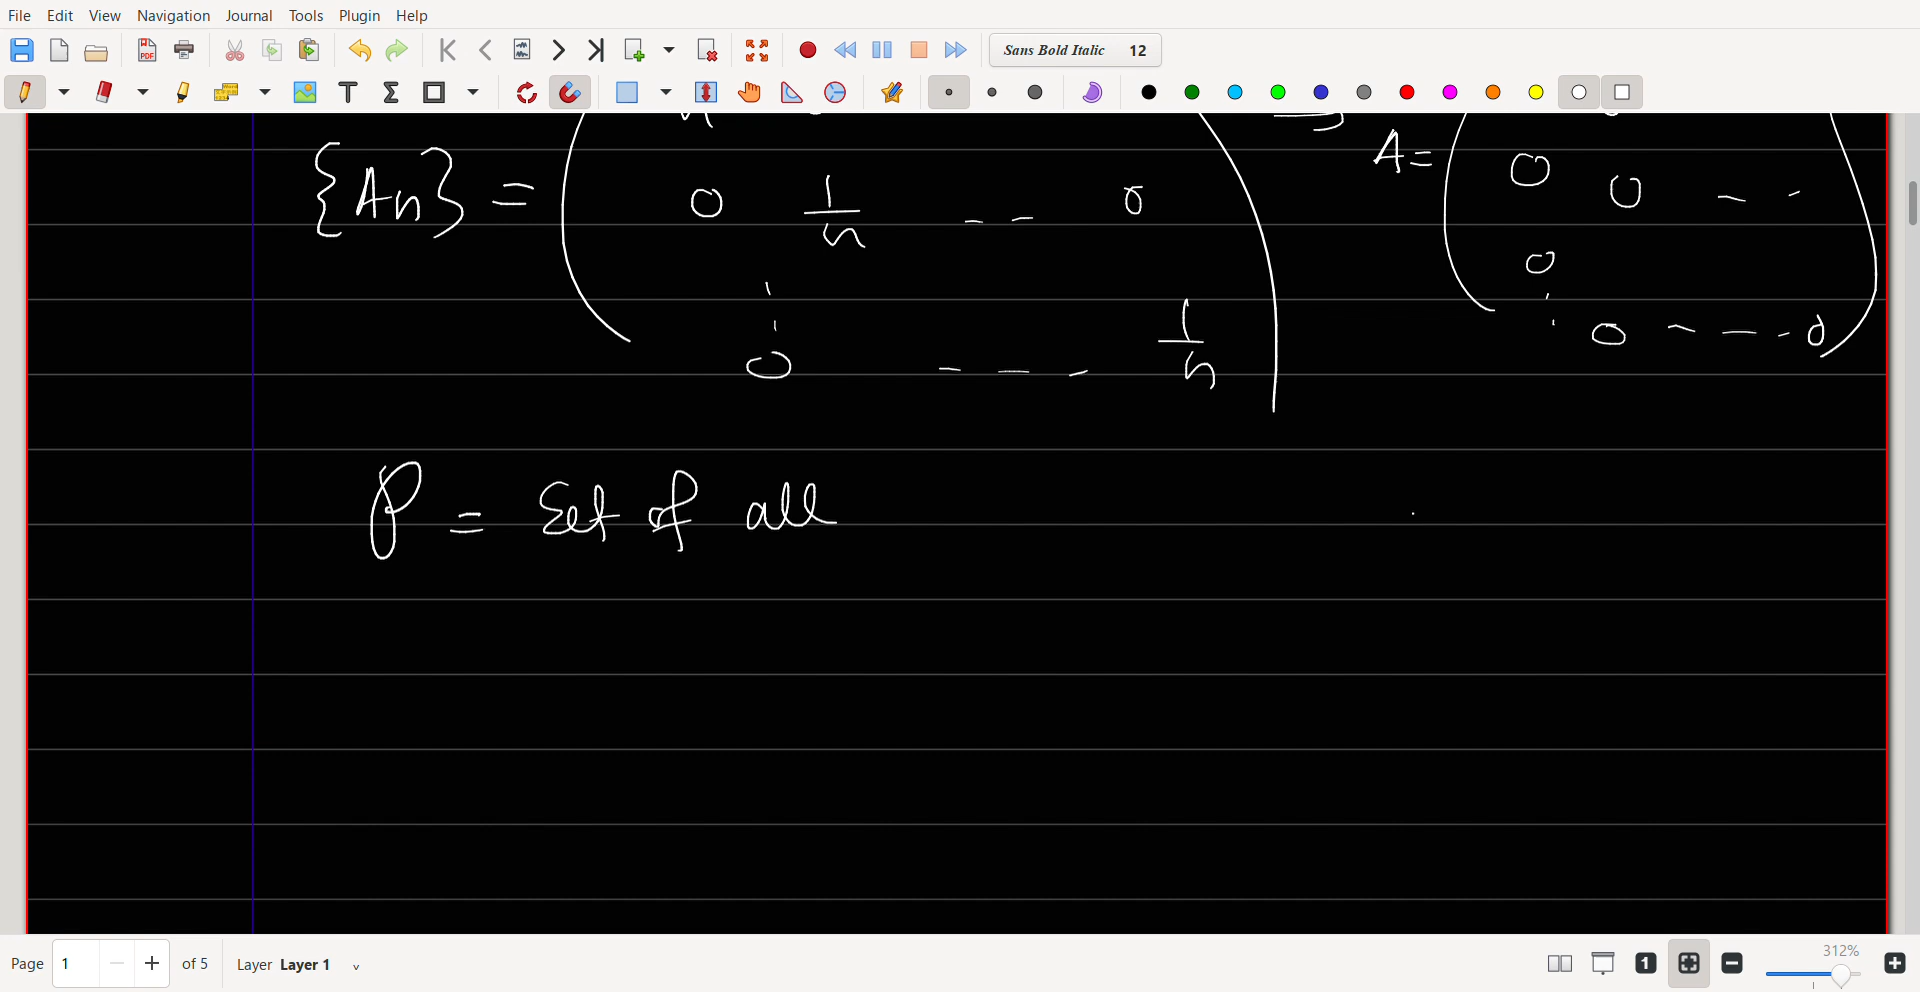 File Edit View Navigation Journal Tools Plugin Help
Sans Bold Italic 12
{An} = 0 1/n - - 0
0 - - - 1/n
A = 0 0 - -
0
0 - - - 0
P = Set of all
Page 1 of 5 Layer Layer 1 312%